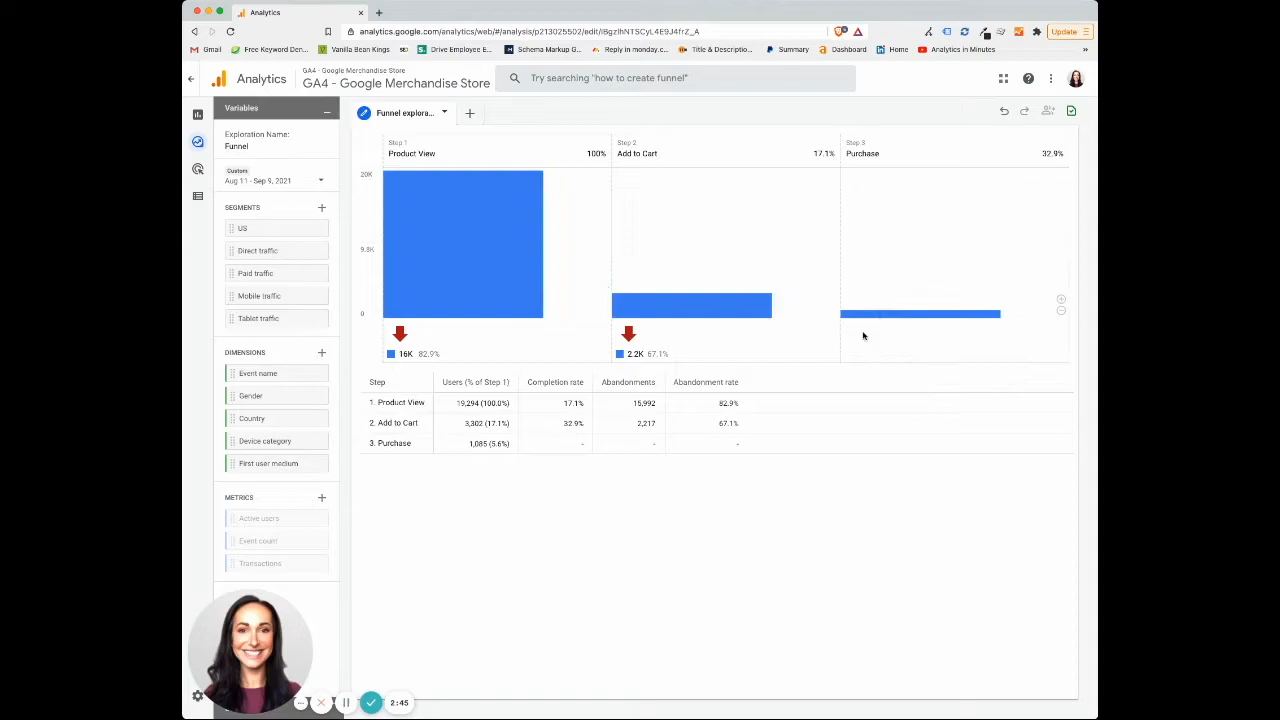 Analytics
analytics.google.com/analytics/web/#/analysis/p213025502/edit/IBgzlhNTSCyL4E9J4frZ_A
Update
Gmail
Free Keyword Den...
Vanilla Bean Kings
SEJ
Drive Employee E...
Schema Markup G...
Reply in monday.c...
Title & Descriptio...
Summary
Dashboard
Home
Analytics in Minutes
Analytics
GA4 - Google Merchandise Store
GA4 - Google Merchandise Store
Try searching "how to create funnel"
Variables
Exploration Name:
Funnel
Custom
Aug 11 - Sep 9, 2021
SEGMENTS
US
Direct traffic
Paid traffic
Mobile traffic
Tablet traffic
DIMENSIONS
Event name
Gender
Country
Device category
First user medium
METRICS
Active users
Event count
Transactions
Funnel explora...
Step 1
Product View 100%
Step 2
Add to Cart 17.1%
Step 3
Purchase 32.9%
20K
9.8K
0
16K 82.9%
2.2K 67.1%
Step Users (% of Step 1) Completion rate Abandonments Abandonment rate
1. Product View 19,294 (100.0%) 17.1% 15,992 82.9%
2. Add to Cart 3,302 (17.1%) 32.9% 2,217 67.1%
3. Purchase 1,085 (5.6%) - - -
2:45